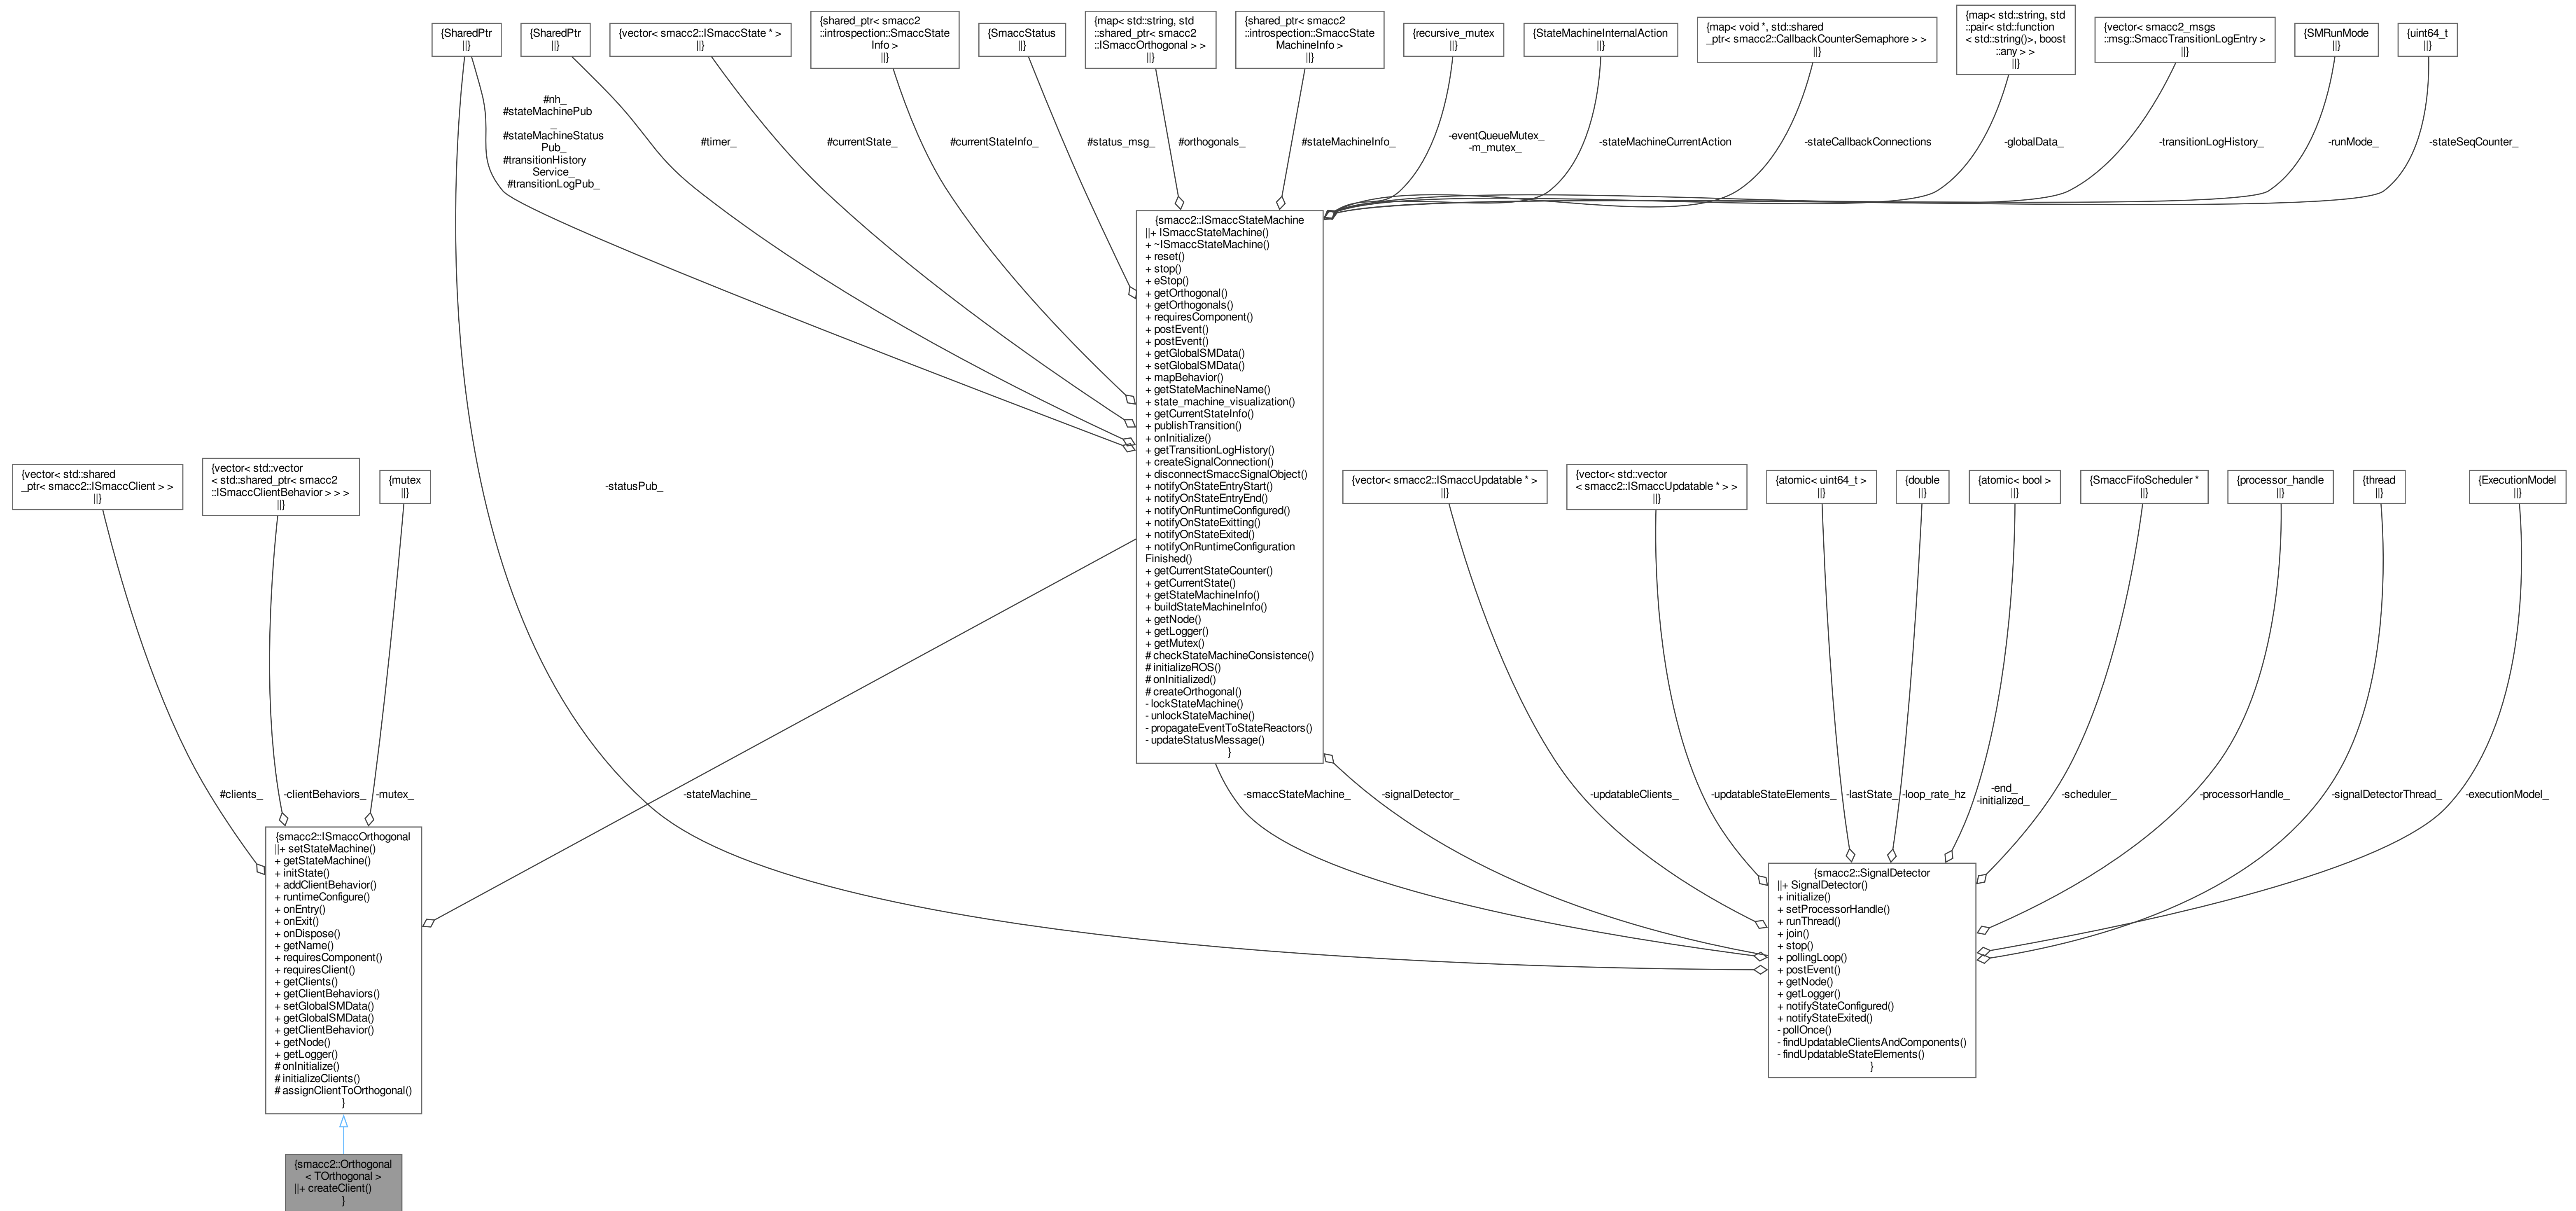 {SharedPtr
||}
{SharedPtr
||}
{vector< smacc2::ISmaccState * >
||}
{shared_ptr< smacc2
::introspection::SmaccState
Info >
||}
{SmaccStatus
||}
{map< std::string, std
::shared_ptr< smacc2
::ISmaccOrthogonal > >
||}
{shared_ptr< smacc2
::introspection::SmaccState
MachineInfo >
||}
{recursive_mutex
||}
{StateMachineInternalAction
||}
{map< void *, std::shared
_ptr< smacc2::CallbackCounterSemaphore > >
||}
{map< std::string, std
::pair< std::function
< std::string()>, boost
::any > >
||}
{vector< smacc2_msgs
::msg::SmaccTransitionLogEntry >
||}
{SMRunMode
||}
{uint64_t
||}
#nh_
#stateMachinePub
_
#stateMachineStatus
Pub_
#transitionHistory
Service_
#transitionLogPub_
#timer_
#currentState_
#currentStateInfo_
#status_msg_
#orthogonals_
#stateMachineInfo_
-eventQueueMutex_
-m_mutex_
-stateMachineCurrentAction
-stateCallbackConnections
-globalData_
-transitionLogHistory_
-runMode_
-stateSeqCounter_
{smacc2::ISmaccStateMachine
||+ ISmaccStateMachine()
+ ~ISmaccStateMachine()
+ reset()
+ stop()
+ eStop()
+ getOrthogonal()
+ getOrthogonals()
+ requiresComponent()
+ postEvent()
+ postEvent()
+ getGlobalSMData()
+ setGlobalSMData()
+ mapBehavior()
+ getStateMachineName()
+ state_machine_visualization()
+ getCurrentStateInfo()
+ publishTransition()
+ onInitialize()
+ getTransitionLogHistory()
+ createSignalConnection()
+ disconnectSmaccSignalObject()
+ notifyOnStateEntryStart()
+ notifyOnStateEntryEnd()
+ notifyOnRuntimeConfigured()
+ notifyOnStateExitting()
+ notifyOnStateExited()
+ notifyOnRuntimeConfiguration
Finished()
+ getCurrentStateCounter()
+ getCurrentState()
+ getStateMachineInfo()
+ buildStateMachineInfo()
+ getNode()
+ getLogger()
+ getMutex()
# checkStateMachineConsistence()
# initializeROS()
# onInitialized()
# createOrthogonal()
- lockStateMachine()
- unlockStateMachine()
- propagateEventToStateReactors()
- updateStatusMessage()
}
{vector< std::shared
_ptr< smacc2::ISmaccClient > >
||}
{vector< std::vector
< std::shared_ptr< smacc2
::ISmaccClientBehavior > > >
||}
{mutex
||}
-statusPub_
{vector< smacc2::ISmaccUpdatable * >
||}
{vector< std::vector
< smacc2::ISmaccUpdatable * > >
||}
{atomic< uint64_t >
||}
{double
||}
{atomic< bool >
||}
{SmaccFifoScheduler *
||}
{processor_handle
||}
{thread
||}
{ExecutionModel
||}
#clients_
-clientBehaviors_
-mutex_
-stateMachine_
-smaccStateMachine_
-signalDetector_
-updatableClients_
-updatableStateElements_
-lastState_
-loop_rate_hz
-end_
-initialized_
-scheduler_
-processorHandle_
-signalDetectorThread_
-executionModel_
{smacc2::ISmaccOrthogonal
||+ setStateMachine()
+ getStateMachine()
+ initState()
+ addClientBehavior()
+ runtimeConfigure()
+ onEntry()
+ onExit()
+ onDispose()
+ getName()
+ requiresComponent()
+ requiresClient()
+ getClients()
+ getClientBehaviors()
+ setGlobalSMData()
+ getGlobalSMData()
+ getClientBehavior()
+ getNode()
+ getLogger()
# onInitialize()
# initializeClients()
# assignClientToOrthogonal()
}
{smacc2::SignalDetector
||+ SignalDetector()
+ initialize()
+ setProcessorHandle()
+ runThread()
+ join()
+ stop()
+ pollingLoop()
+ postEvent()
+ getNode()
+ getLogger()
+ notifyStateConfigured()
+ notifyStateExited()
- pollOnce()
- findUpdatableClientsAndComponents()
- findUpdatableStateElements()
}
{smacc2::Orthogonal
< TOrthogonal >
||+ createClient()
}